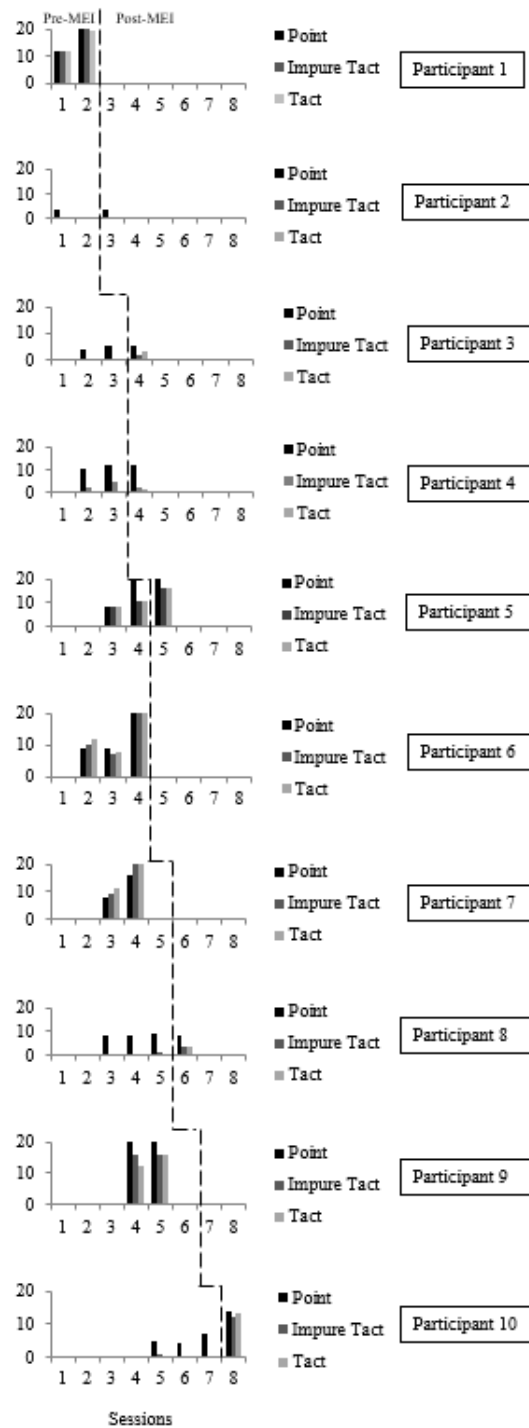 Pre-MEI Post-MEI
20
10
0
1 2 3 4 5 6 7 8
Point
Impure Tact
Tact
Participant 1
20
10
0
1 2 3 4 5 6 7 8
Point
Impure Tact
Tact
Participant 2
20
10
0
1 2 3 4 5 6 7 8
Point
Impure Tact
Tact
Participant 3
20
10
0
1 2 3 4 5 6 7 8
Point
Impure Tact
Tact
Participant 4
20
10
0
1 2 3 4 5 6 7 8
Point
Impure Tact
Tact
Participant 5
20
10
0
1 2 3 4 5 6 7 8
Point
Impure Tact
Tact
Participant 6
20
10
0
1 2 3 4 5 6 7 8
Point
Impure Tact
Tact
Participant 7
20
10
0
1 2 3 4 5 6 7 8
Point
Impure Tact
Tact
Participant 8
20
10
0
1 2 3 4 5 6 7 8
Point
Impure Tact
Tact
Participant 9
20
10
0
1 2 3 4 5 6 7 8
Point
Impure Tact
Tact
Participant 10
Sessions